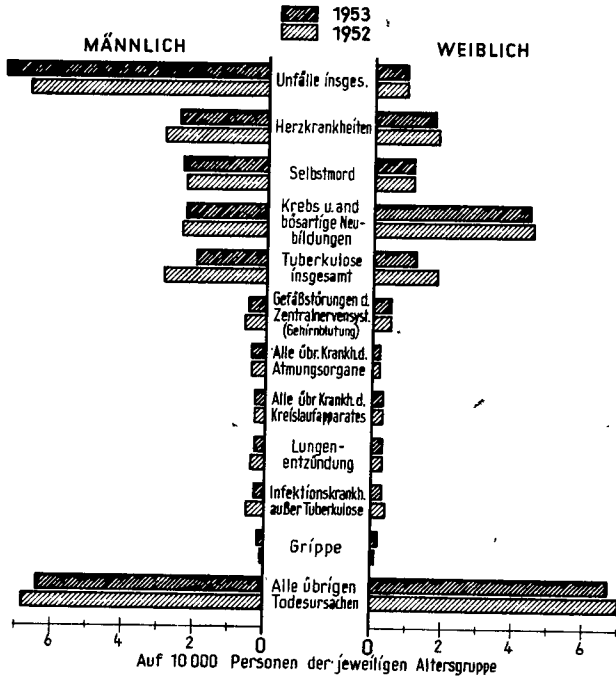 1953
1952
MÄNNLICH
WEIBLICH
Unfälle insges.
Herzkrankheiten
Selbstmord
Krebs u. and
bösartige Neu-
bildungen
Tuberkulose
insgesamt
Gefäßstörungen d.
Zentralnervensyst.
(Gehirnblutung)
Alle übr. Krankh. d.
Atmungsorgane
Alle übr Krankh. d.
Kreislaufapparates
Lungen-
entzündung
Infektionskrankh.
außer Tuberkulose
Grippe
Alle übrigen
Todesursachen
6 4 2 0 0 2 4 6
Auf 10 000 Personen der jeweiligen Altersgruppe